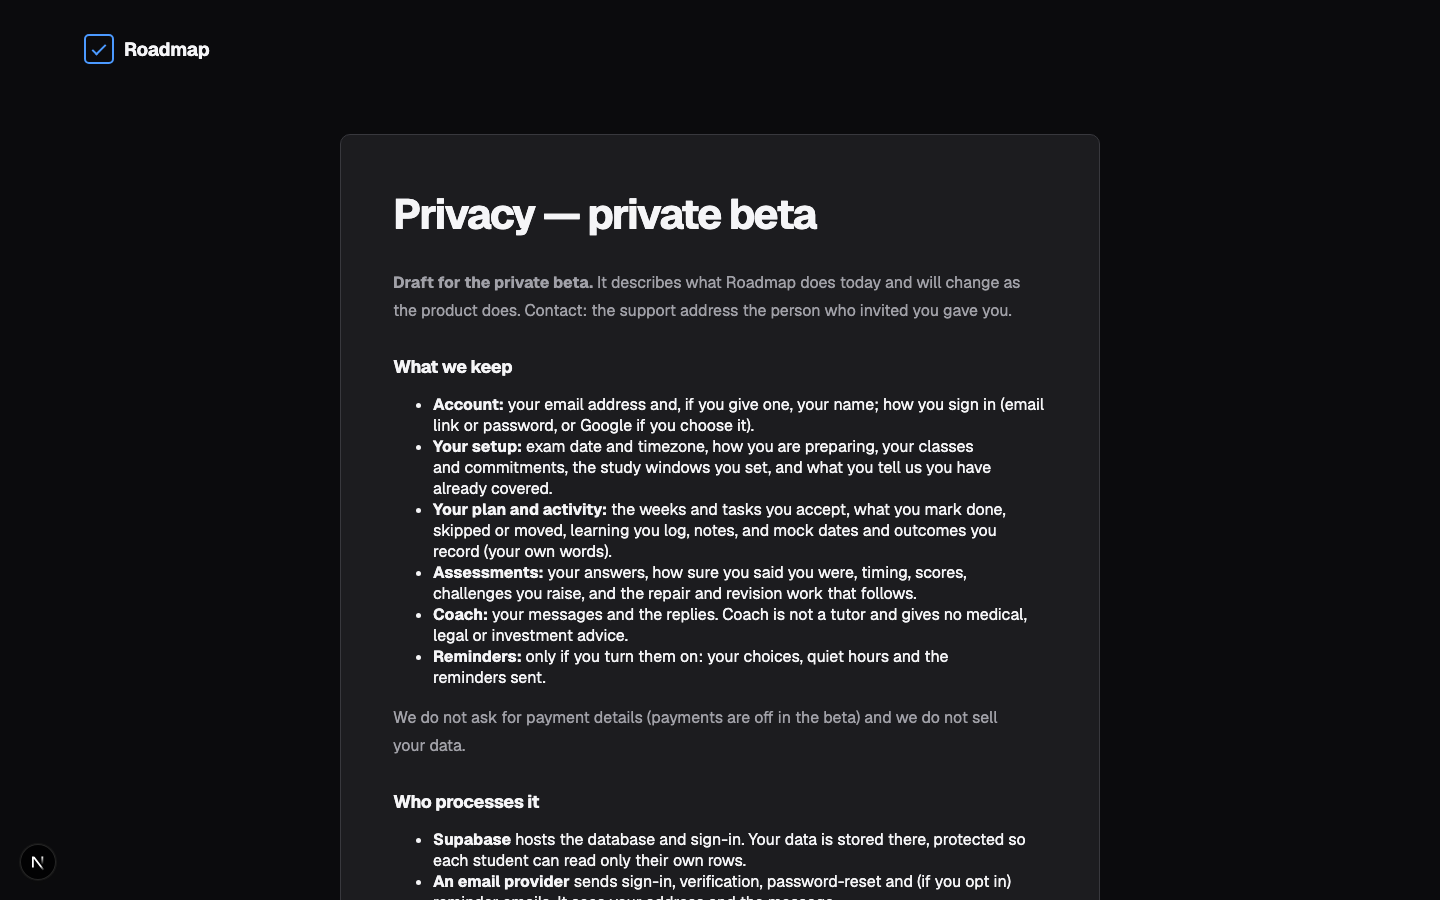 Roadmap
Privacy — private beta
Draft for the private beta. It describes what Roadmap does today and will change as
the product does. Contact: the support address the person who invited you gave you.
What we keep
• Account: your email address and, if you give one, your name; how you sign in (email
link or password, or Google if you choose it).
• Your setup: exam date and timezone, how you are preparing, your classes
and commitments, the study windows you set, and what you tell us you have
already covered.
• Your plan and activity: the weeks and tasks you accept, what you mark done,
skipped or moved, learning you log, notes, and mock dates and outcomes you
record (your own words).
• Assessments: your answers, how sure you said you were, timing, scores,
challenges you raise, and the repair and revision work that follows.
• Coach: your messages and the replies. Coach is not a tutor and gives no medical,
legal or investment advice.
• Reminders: only if you turn them on: your choices, quiet hours and the
reminders sent.
We do not ask for payment details (payments are off in the beta) and we do not sell
your data.
Who processes it
• Supabase hosts the database and sign-in. Your data is stored there, protected so
each student can read only their own rows.
• An email provider sends sign-in, verification, password-reset and (if you opt in)
N